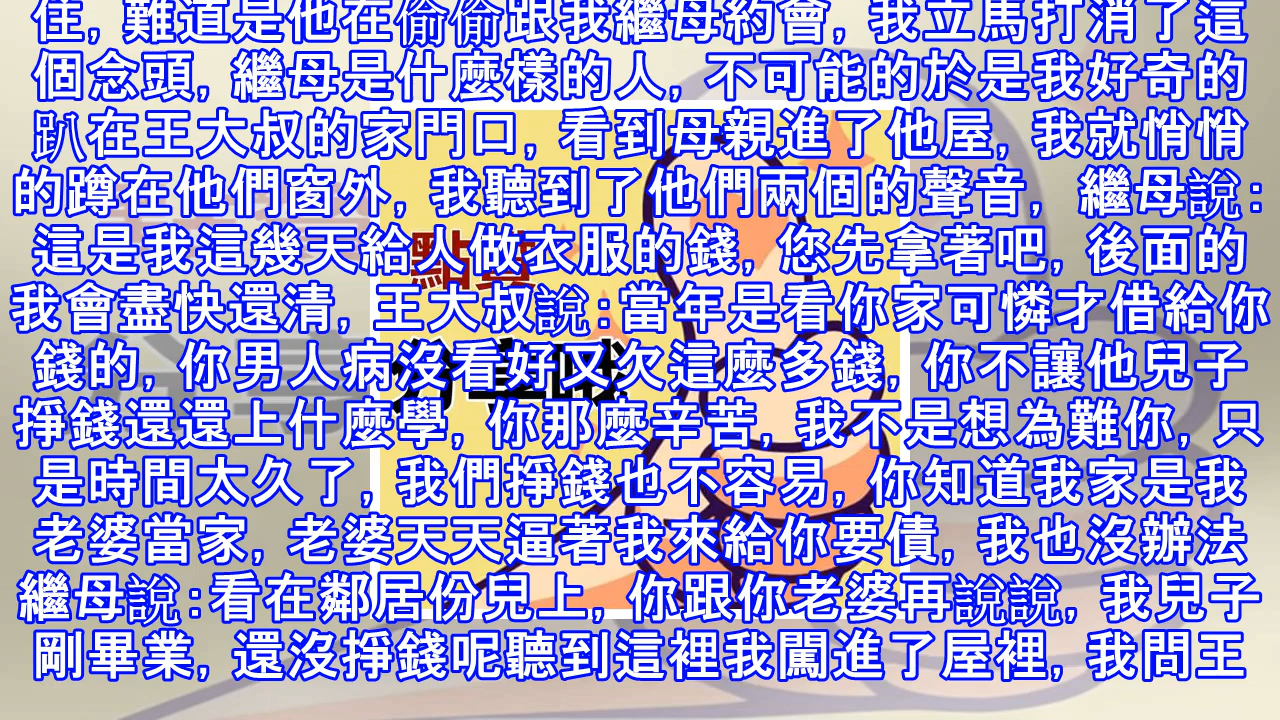 住, 難道是他在偷偷跟我繼母約會, 我立馬打消了這
個念頭, 繼母是什麼樣的人, 不可能的於是我好奇的
趴在王大叔的家門口, 看到母親進了他屋, 我就悄悄
的蹲在他們窗外, 我聽到了他們兩個的聲音, 繼母說:
這是我這幾天給人做衣服的錢, 您先拿著吧, 後面的
我會盡快還清, 王大叔說:當年是看你家可憐才借給你
錢的, 你男人病沒看好又欠這麼多錢, 你不讓他兒子
掙錢還還上什麼學, 你那麼辛苦, 我不是想為難你, 只
是時間太久了, 我們掙錢也不容易, 你知道我家是我
老婆當家, 老婆天天逼著我來給你要債, 我也沒辦法
繼母說:看在鄰居份兒上, 你跟你老婆再說說, 我兒子
剛畢業, 還沒掙錢呢聽到這裡我闖進了屋裡, 我問王